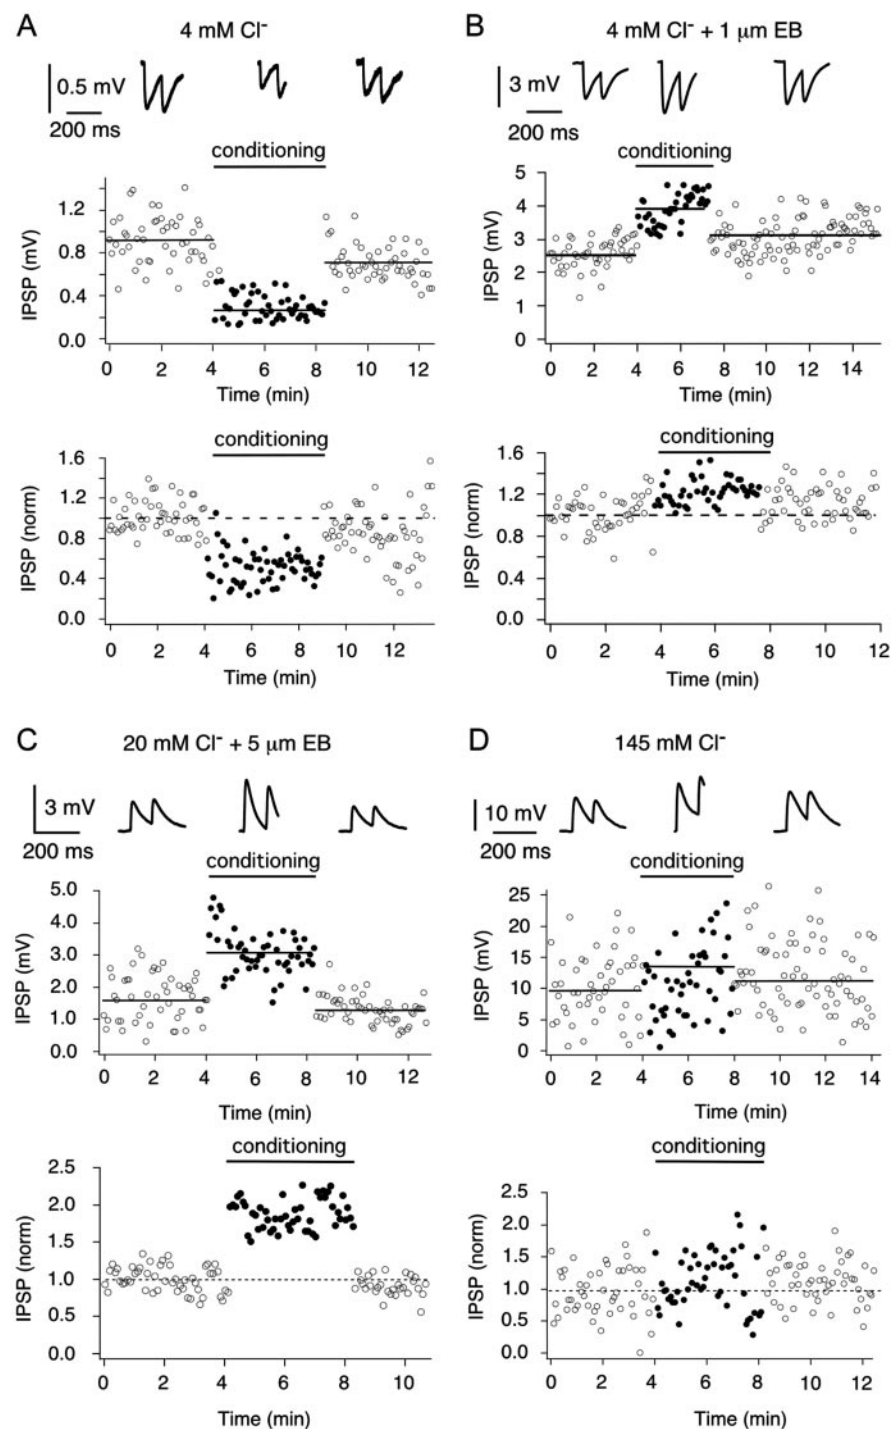 A
4 mM Cl⁻
0.5 mV
200 ms
conditioning
1.2
0.8
0.4
0.0
IPSP (mV)
0 2 4 6 8 10 12
Time (min)
conditioning
1.6
1.2
0.8
0.4
0.0
IPSP (norm)
0 2 4 6 8 10 12
Time (min)
B
4 mM Cl⁻ + 1 μm EB
3 mV
200 ms
conditioning
5
4
3
2
1
0
IPSP (mV)
0 2 4 6 8 10 12 14
Time (min)
conditioning
1.6
1.2
0.8
0.4
0.0
IPSP (norm)
0 2 4 6 8 10 12
Time (min)
C
20 mM Cl⁻ + 5 μm EB
3 mV
200 ms
conditioning
5.0
4.0
3.0
2.0
1.0
0.0
IPSP (mV)
0 2 4 6 8 10 12
Time (min)
conditioning
2.5
2.0
1.5
1.0
0.5
0.0
IPSP (norm)
0 2 4 6 8 10
Time (min)
D
145 mM Cl⁻
10 mV
200 ms
conditioning
25
20
15
10
5
0
IPSP (mV)
0 2 4 6 8 10 12 14
Time (min)
conditioning
2.5
2.0
1.5
1.0
0.5
0.0
IPSP (norm)
0 2 4 6 8 10 12
Time (min)